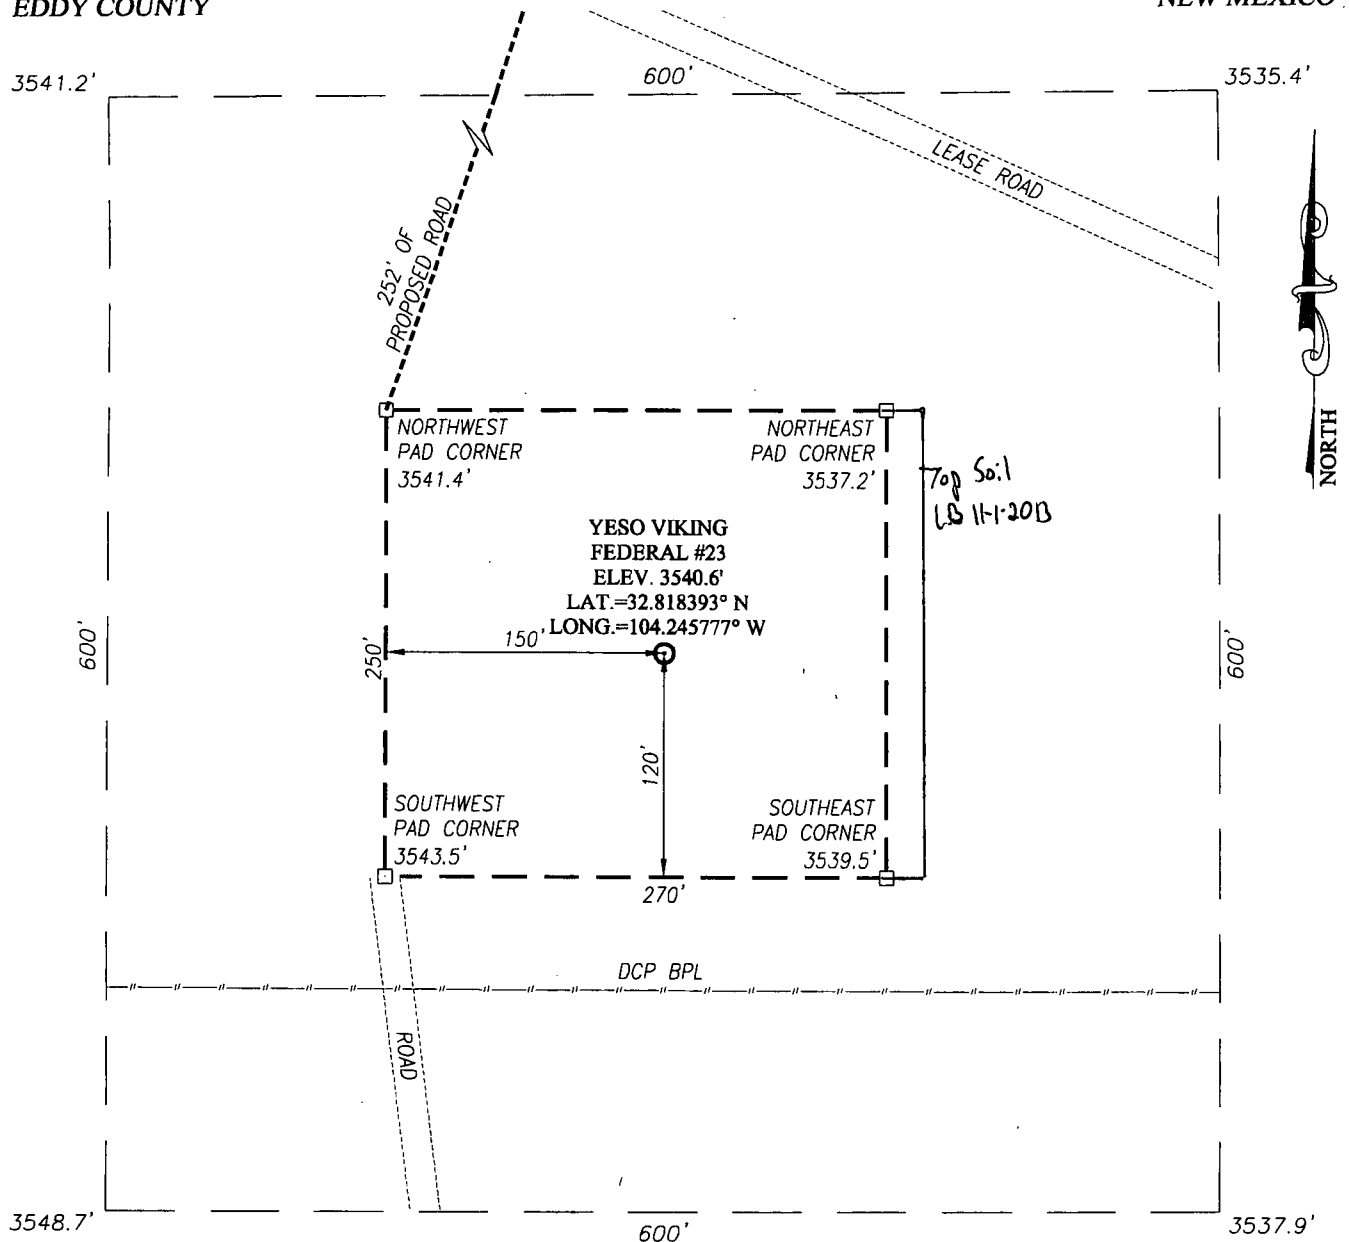 EDDY COUNTY
NEW MEXICO
3541.2'
600'
3535.4'
LEASE ROAD
252' OF
PROPOSED ROAD
NORTH
NORTHWEST
PAD CORNER
3541.4'
NORTHEAST
PAD CORNER
3537.2'
Top Soil
LB 11-1-2013
YESO VIKING
FEDERAL #23
ELEV. 3540.6'
LAT.=32.818393° N
LONG.=104.245777° W
150'
600'
250'
600'
120'
SOUTHWEST
PAD CORNER
3543.5'
SOUTHEAST
PAD CORNER
3539.5'
270'
DCP BPL
ROAD
3548.7'
600'
3537.9'